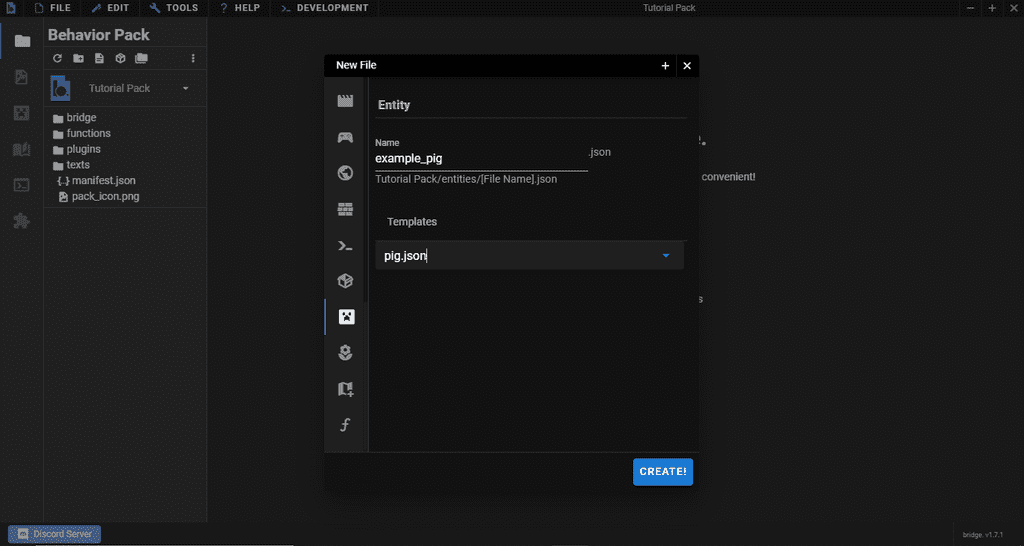 FILE EDIT TOOLS HELP DEVELOPMENT Tutorial Pack
Behavior Pack
Tutorial Pack
bridge
functions
plugins
texts
{..} manifest.json
pack_icon.png
New File
Entity
Name
example_pig .json
Tutorial Pack/entities/[File Name].json
Templates
pig.json
CREATE!
e.
convenient!
s
Discord Server
bridge. v1.7.1